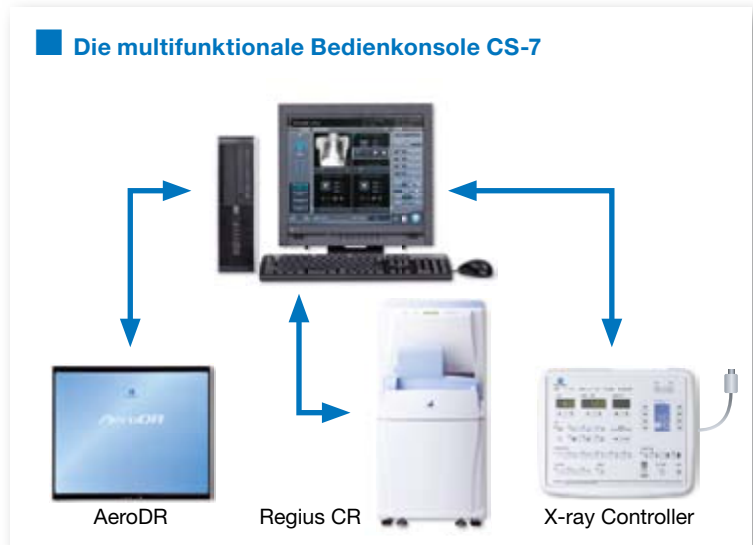 Die multifunktionale Bedienkonsole CS-7
AeroDR
AeroDR
Regius CR
X-ray Controller